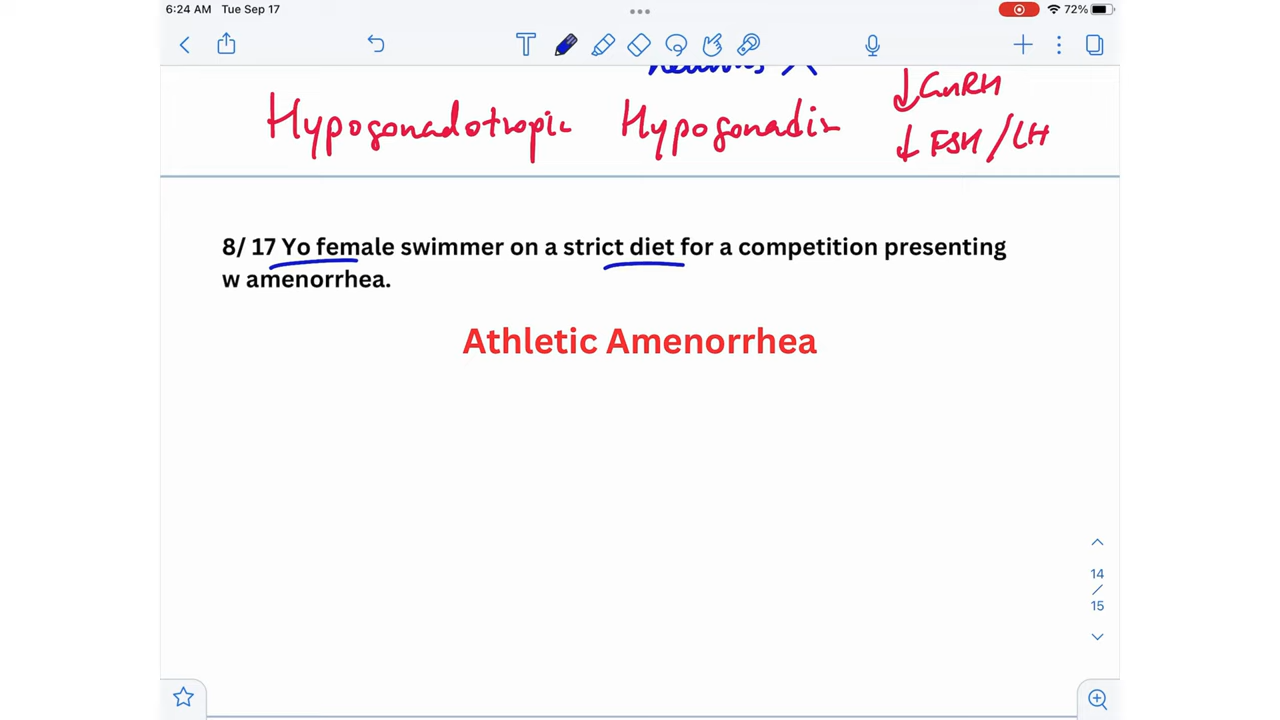 6:24 AM Tue Sep 17
72%
↓ GnRH
Hypogonadotropic Hypogonadis
↓ FSH/LH
8/ 17 Yo female swimmer on a strict diet for a competition presenting
w amenorrhea.
Athletic Amenorrhea
14
/
15